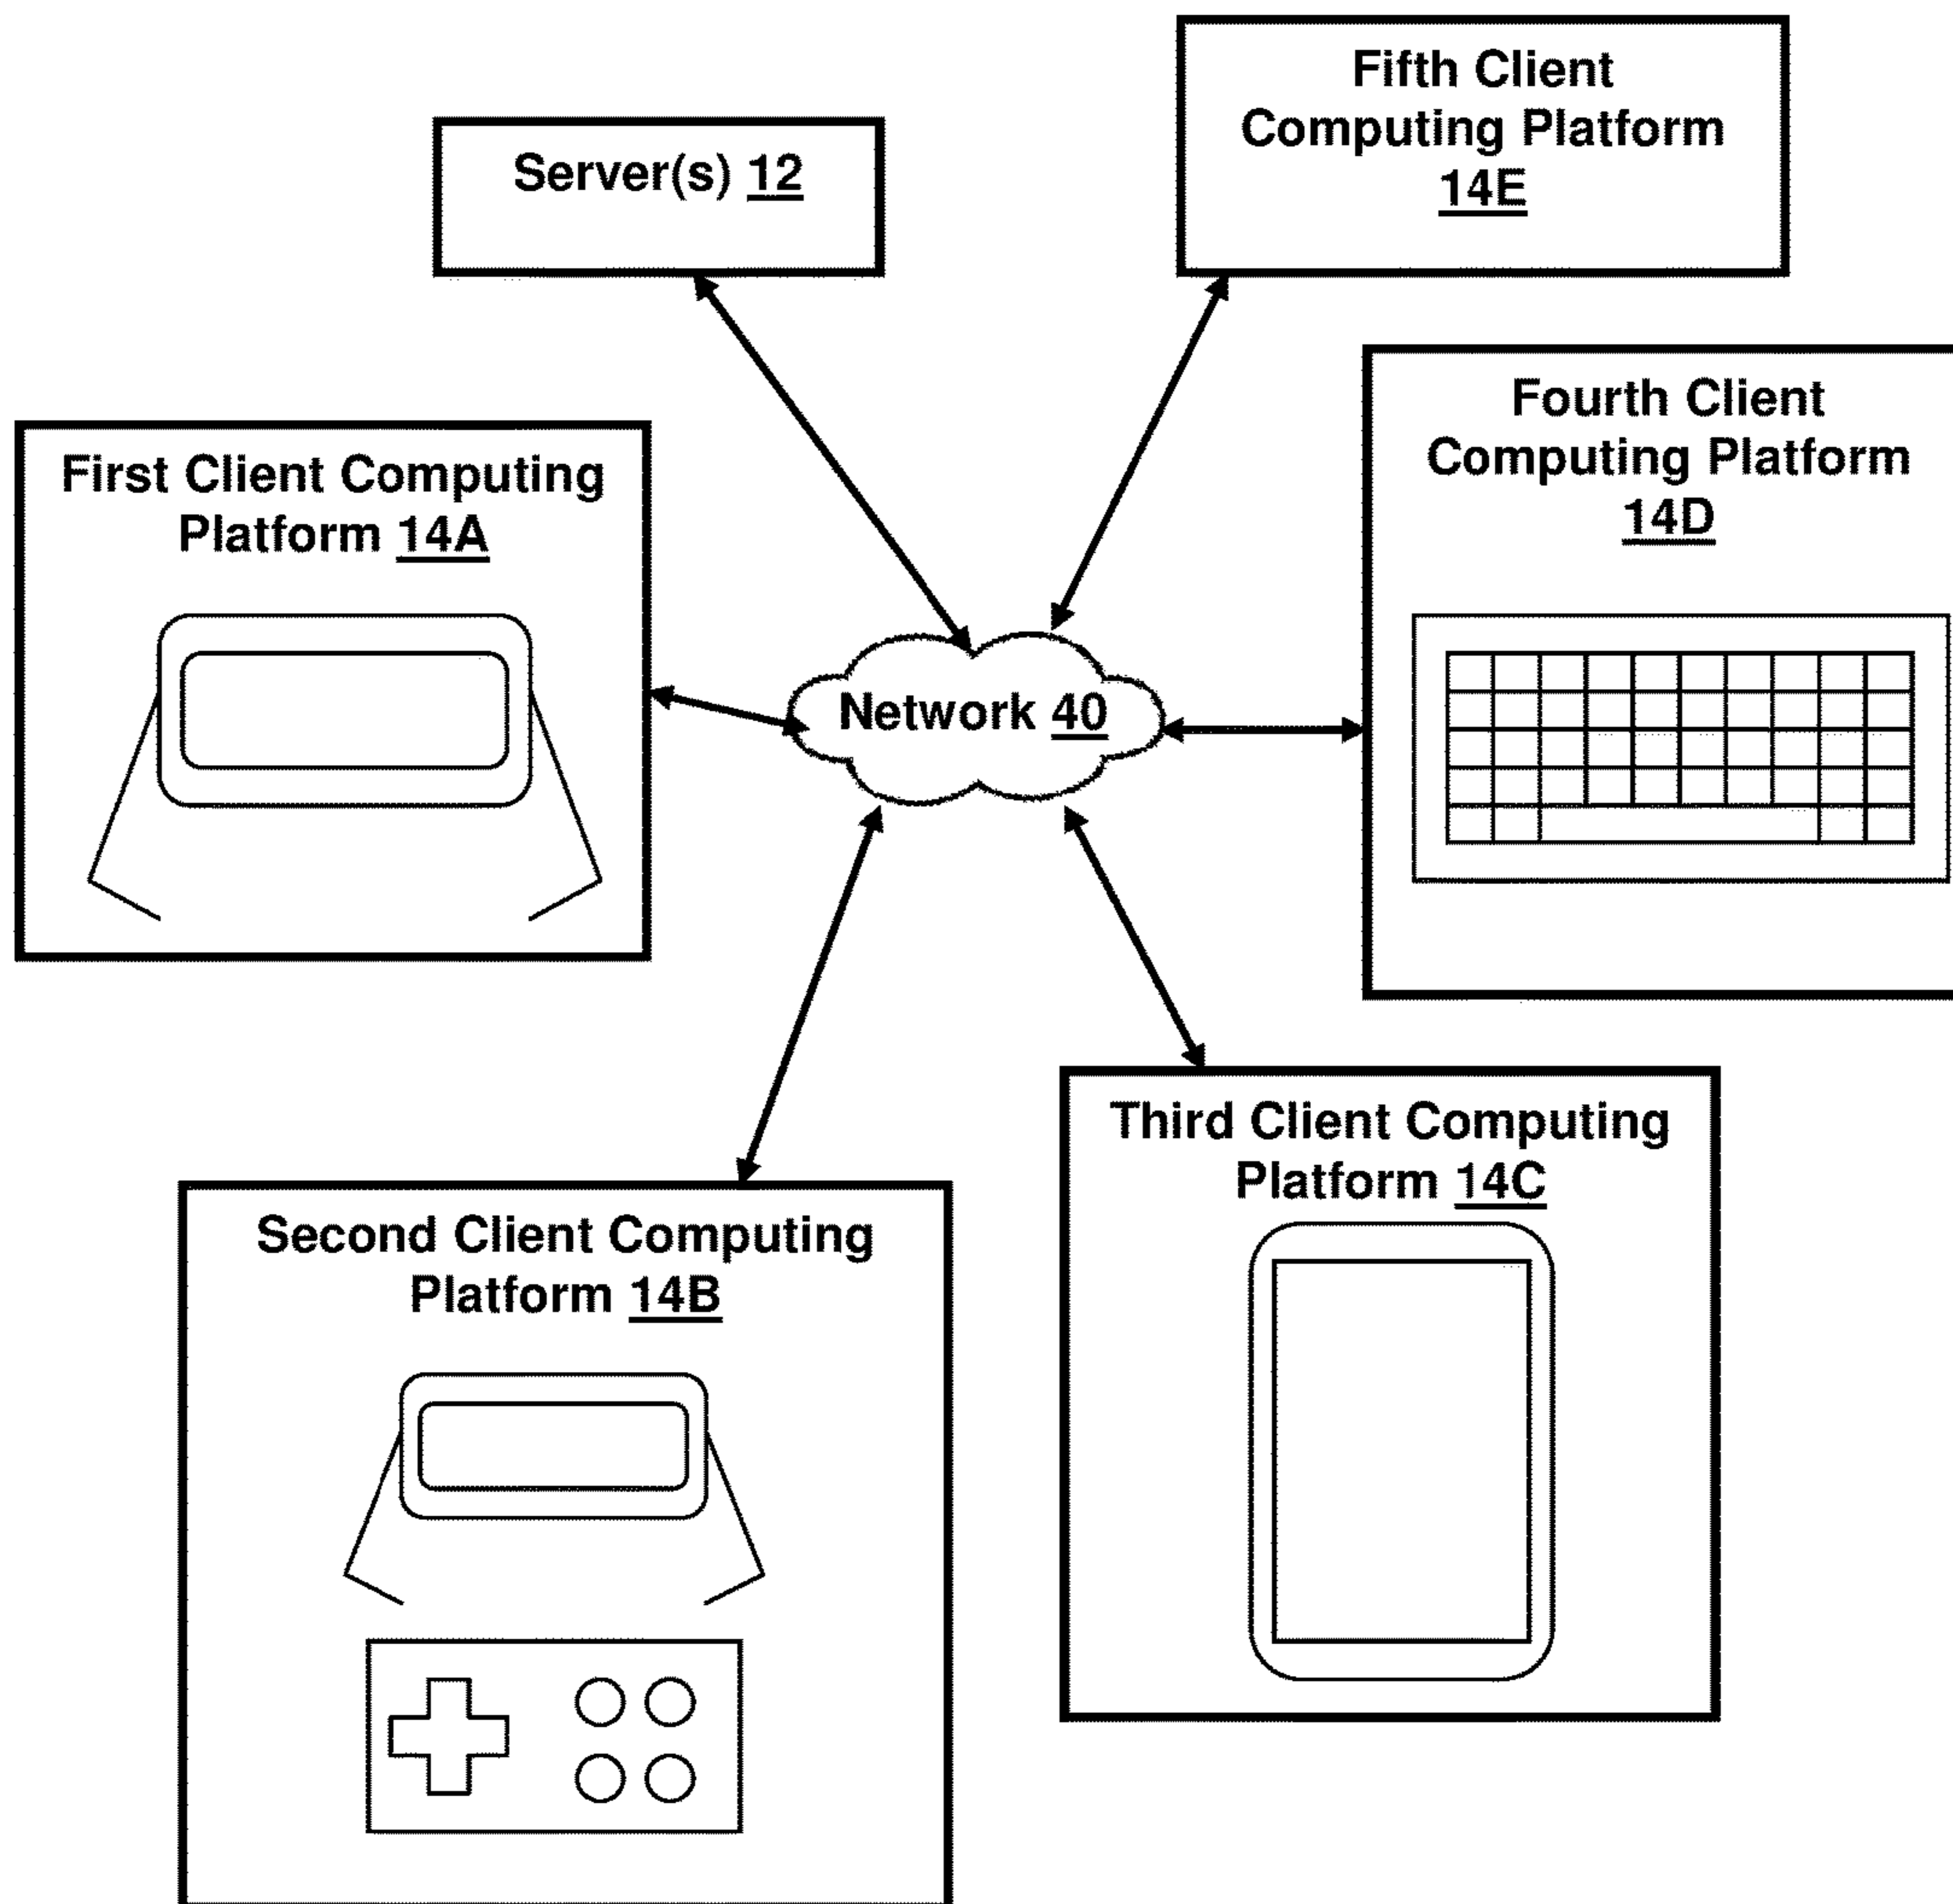 Server(s) 12
Fifth Client
Computing Platform
14E
Fourth Client
Computing Platform
14D
First Client Computing
Platform 14A
Network 40
Third Client Computing
Platform 14C
Second Client Computing
Platform 14B